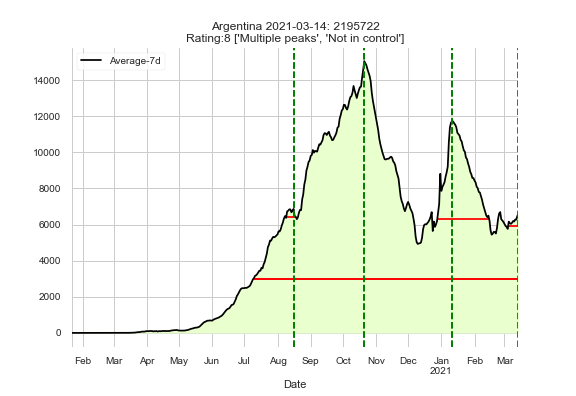 Argentina 2021-03-14: 2195722
Rating:8 ['Multiple peaks', 'Not in control']
Average-7d
14000
12000
10000
8000
6000
4000
2000
0
Feb Mar Apr May Jun Jul Aug Sep Oct Nov Dec Jan Feb Mar
2021
Date